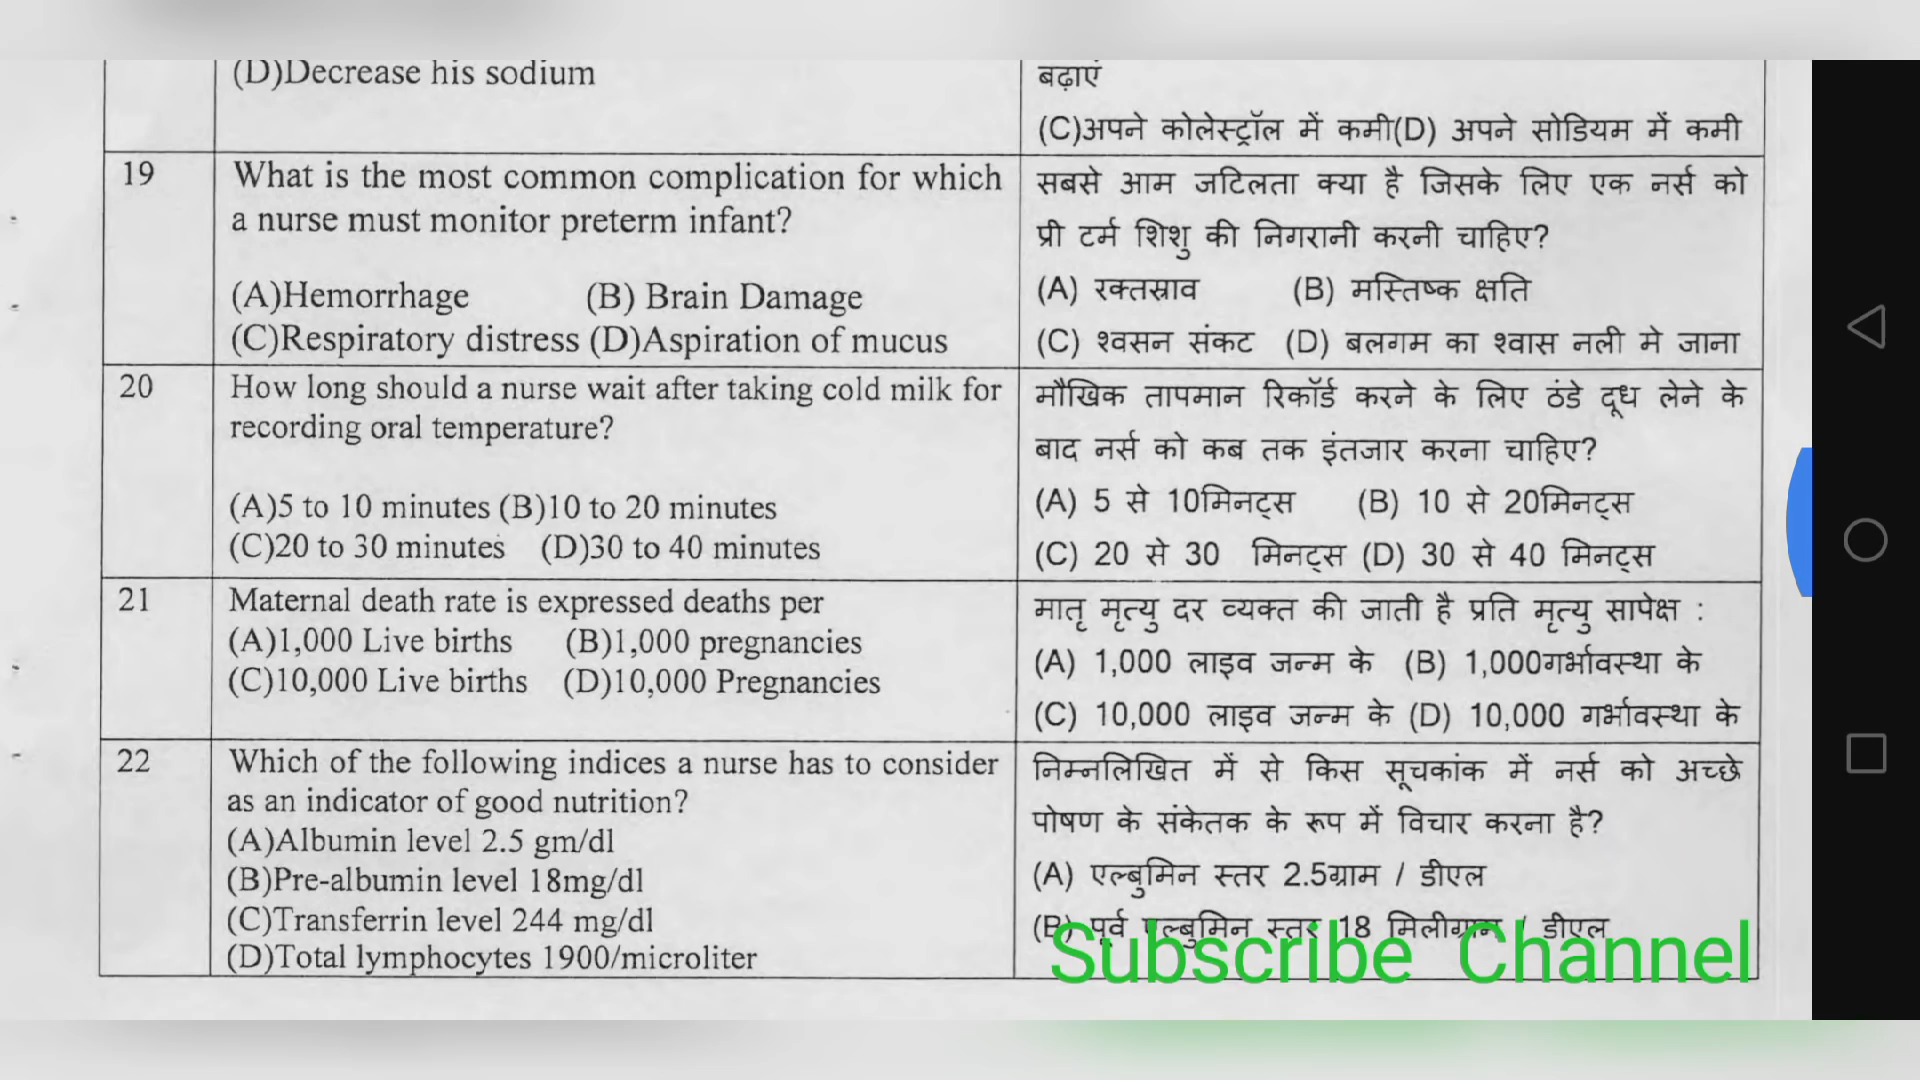 (D)Decrease his sodium
बढ़ाएं
(C)अपने कोलेस्ट्रॉल में कमी(D) अपने सोडियम में कमी
19
What is the most common complication for which
a nurse must monitor preterm infant?
(A)Hemorrhage (B) Brain Damage
(C)Respiratory distress (D)Aspiration of mucus
सबसे आम जटिलता क्या है जिसके लिए एक नर्स को
प्री टर्म शिशु की निगरानी करनी चाहिए?
(A) रक्तस्राव (B) मस्तिष्क क्षति
(C) श्वसन संकट (D) बलगम का श्वास नली मे जाना
20
How long should a nurse wait after taking cold milk for
recording oral temperature?
(A)5 to 10 minutes (B)10 to 20 minutes
(C)20 to 30 minutes (D)30 to 40 minutes
मौखिक तापमान रिकॉर्ड करने के लिए ठंडे दूध लेने के
बाद नर्स को कब तक इंतजार करना चाहिए?
(A) 5 से 10मिनट्स (B) 10 से 20मिनट्स
(C) 20 से 30 मिनट्स (D) 30 से 40 मिनट्स
21
Maternal death rate is expressed deaths per
(A)1,000 Live births (B)1,000 pregnancies
(C)10,000 Live births (D)10,000 Pregnancies
मातृ मृत्यु दर व्यक्त की जाती है प्रति मृत्यु सापेक्ष :
(A) 1,000 लाइव जन्म के (B) 1,000गर्भावस्था के
(C) 10,000 लाइव जन्म के (D) 10,000 गर्भावस्था के
22
Which of the following indices a nurse has to consider
as an indicator of good nutrition?
(A)Albumin level 2.5 gm/dl
(B)Pre-albumin level 18mg/dl
(C)Transferrin level 244 mg/dl
(D)Total lymphocytes 1900/microliter
निम्नलिखित में से किस सूचकांक में नर्स को अच्छे
पोषण के संकेतक के रूप में विचार करना है?
(A) एल्बुमिन स्तर 2.5ग्राम / डीएल
(B) पूर्व एल्बुमिन स्तर 18 मिलीग्राम / डीएल
Subscribe Channel